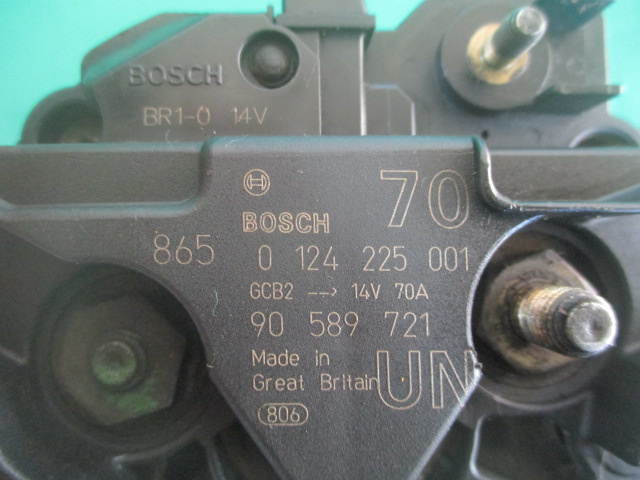 BOSCH
BR1-0 14V
70
BOSCH
865 0 124 225 001
GCB2 --> 14V 70A
90 589 721
Made in
Great Britain UN
806